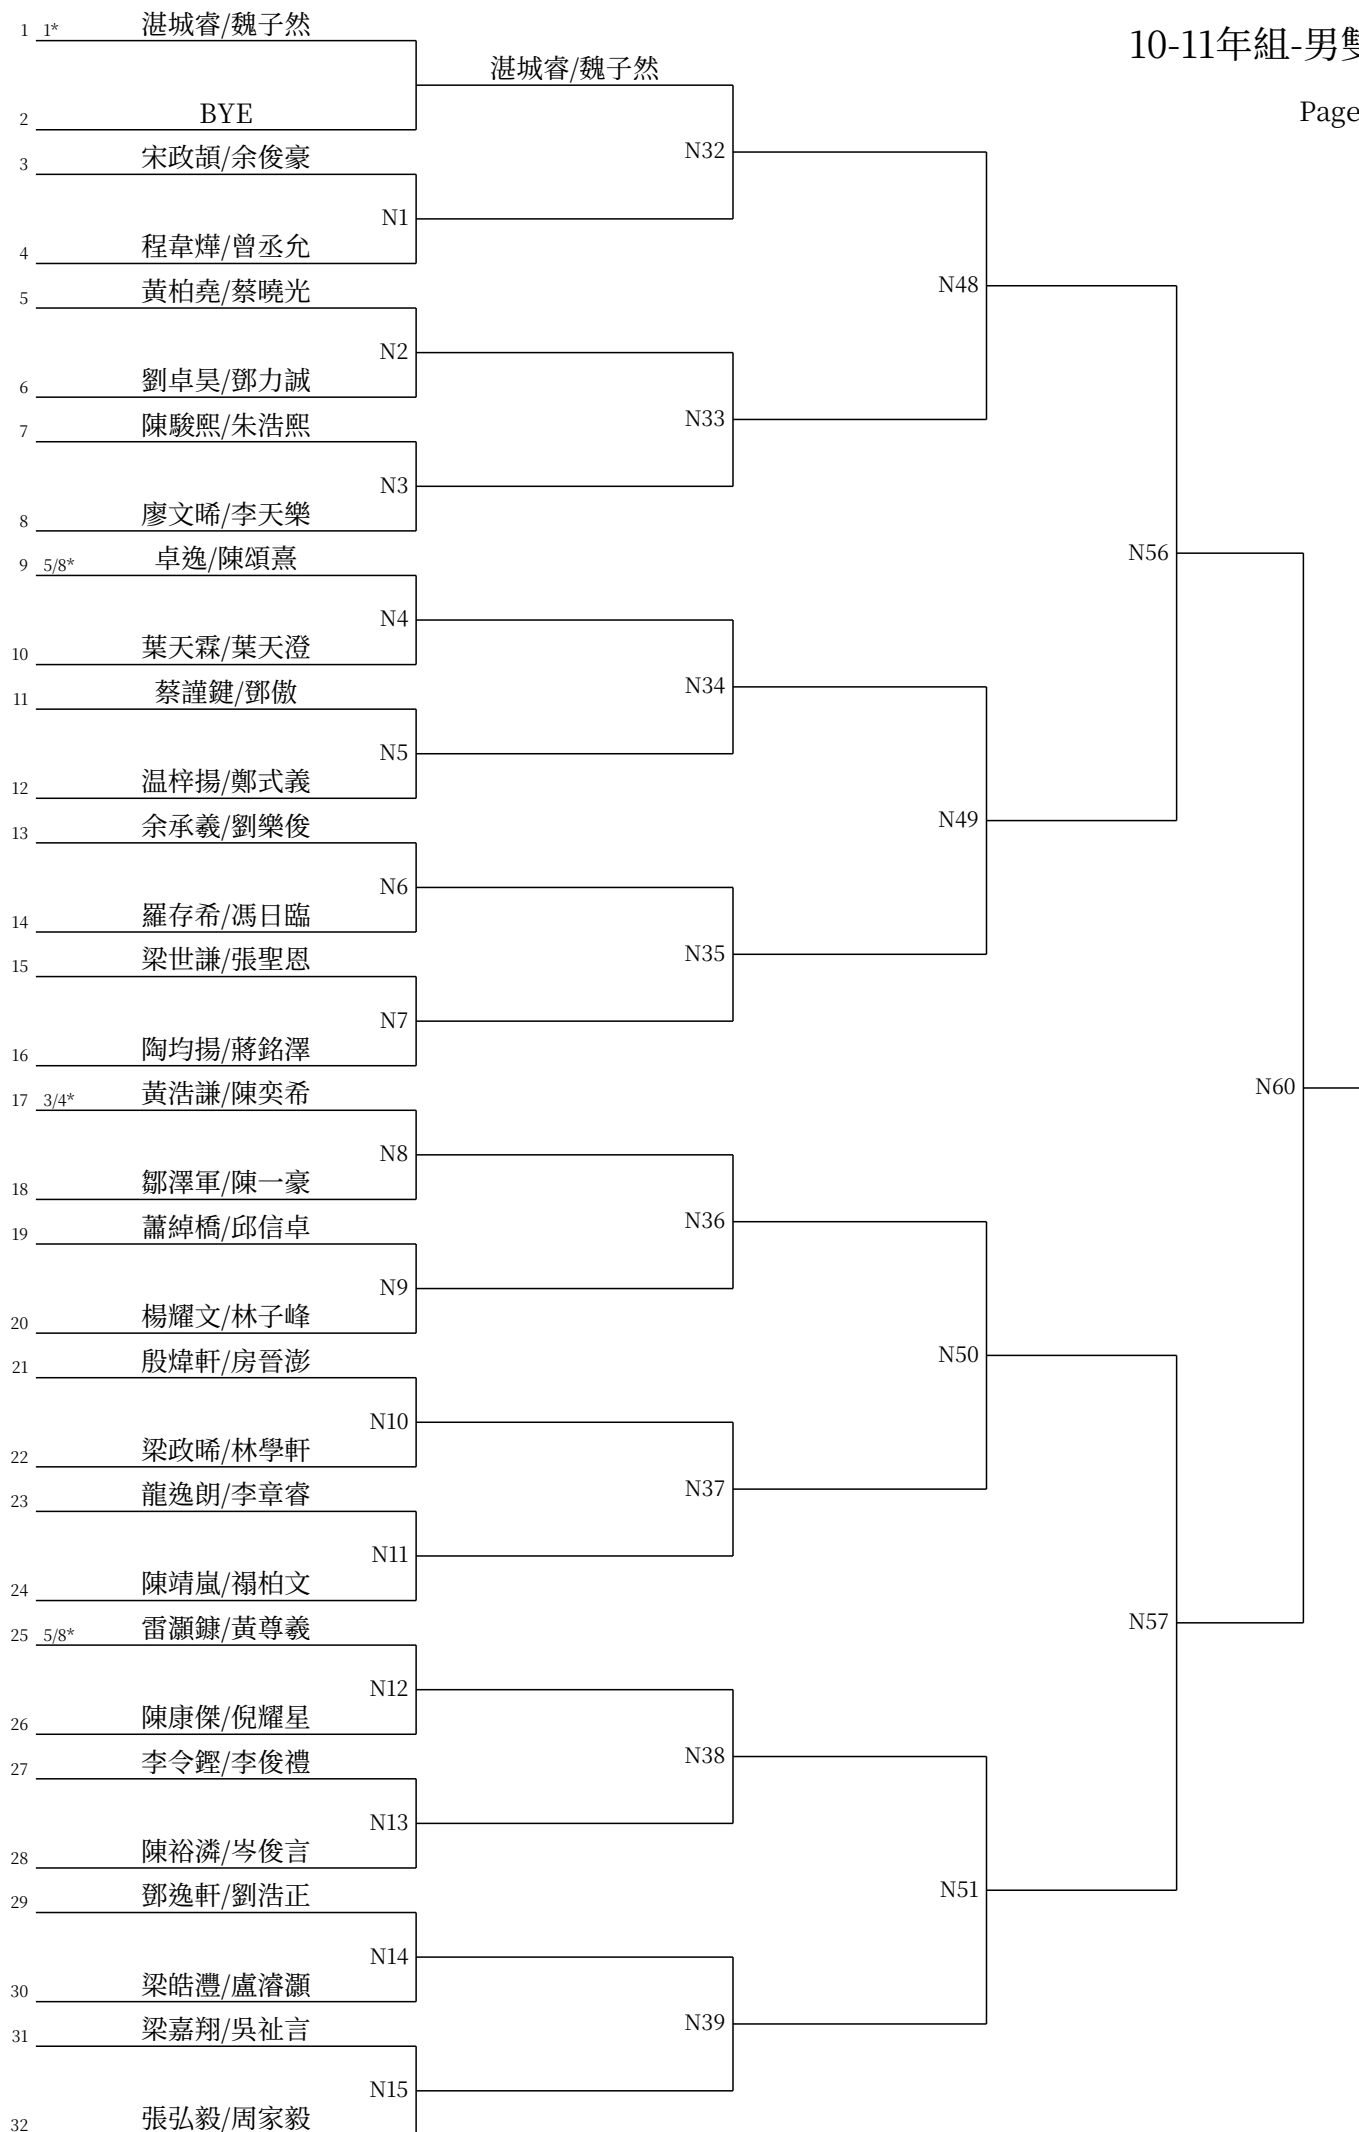 1 1* 湛城睿/魏子然
10-11年組-男雙
湛城睿/魏子然
2 BYE
Page
3 宋政頡/余俊豪
N32
N1
4 程韋燁/曾丞允
5 黃柏堯/蔡曉光
N48
N2
6 劉卓昊/鄧力誠
7 陳駿熙/朱浩熙
N33
N3
8 廖文晞/李天樂
9 5/8* 卓逸/陳頌熹
N56
N4
10 葉天霖/葉天澄
11 蔡謹鍵/鄧傲
N34
N5
12 温梓揚/鄭式義
13 余承羲/劉樂俊
N49
N6
14 羅存希/馮日臨
15 梁世謙/張聖恩
N35
N7
16 陶均揚/蔣銘澤
17 3/4* 黃浩謙/陳奕希
N60
N8
18 鄒澤軍/陳一豪
19 蕭綽橋/邱信卓
N36
N9
20 楊耀文/林子峰
21 殷煒軒/房晉澎
N50
N10
22 梁政晞/林學軒
23 龍逸朗/李章睿
N37
N11
24 陳靖嵐/禤柏文
25 5/8* 雷灝鏮/黃尊羲
N57
N12
26 陳康傑/倪耀星
27 李令鏗/李俊禮
N38
N13
28 陳裕潾/岑俊言
29 鄧逸軒/劉浩正
N51
N14
30 梁皓灃/盧濬灝
31 梁嘉翔/吳祉言
N39
N15
32 張弘毅/周家毅